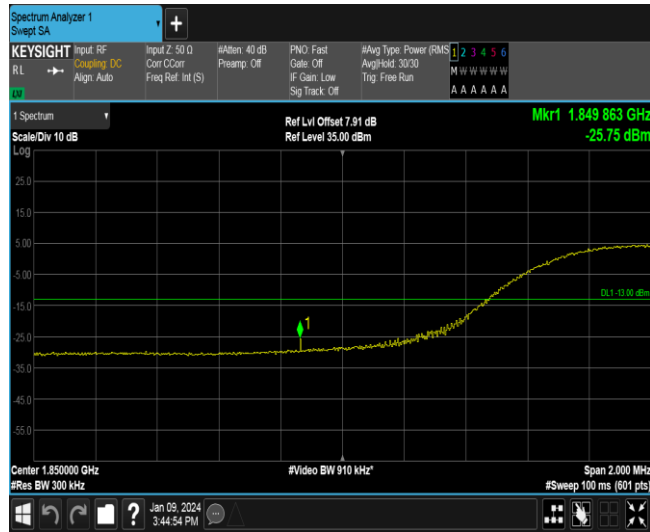 Spectrum Analyzer 1
Swept SA
KEYSIGHT
RL
LXI
Input: RF
Coupling: DC
Align: Auto
Input Z: 50 Ω
Corr CCorr
Freq Ref: Int (S)
#Atten: 40 dB
Preamp: Off
PNO: Fast
Gate: Off
IF Gain: Low
Sig Track: Off
#Avg Type: Power (RMS
Avg|Hold: 30/30
Trig: Free Run
1 2 3 4 5 6
M W W W W W
A A A A A A
1 Spectrum
Scale/Div 10 dB
Ref Lvl Offset 7.91 dB
Ref Level 35.00 dBm
Mkr1 1.849 863 GHz
-25.75 dBm
Log
25.0
15.0
5.00
-5.00
-15.0
-25.0
-35.0
-45.0
-55.0
DL1 -13.00 dBm
1
Center 1.850000 GHz
#Res BW 300 kHz
#Video BW 910 kHz*
Span 2.000 MHz
#Sweep 100 ms (601 pts)
?
Jan 09, 2024
3:44:54 PM